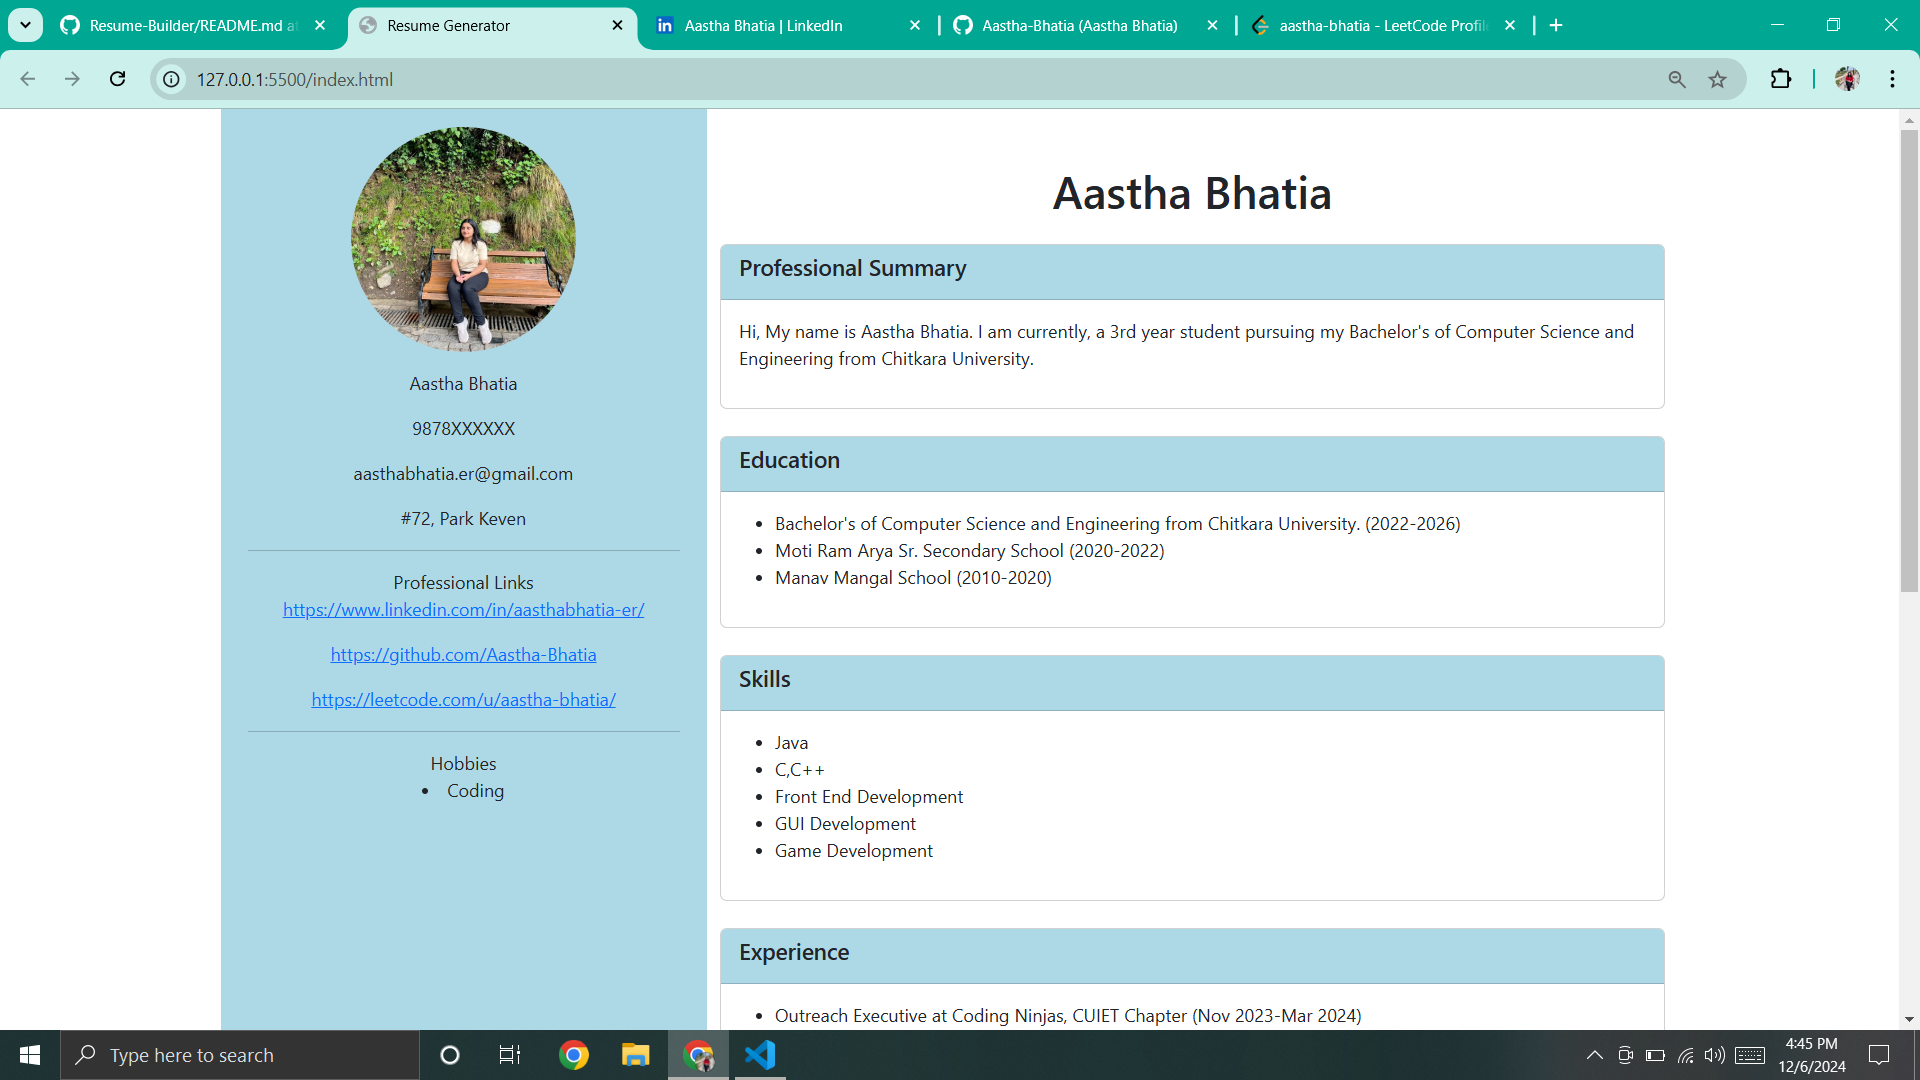 Resume-Builder/README.md at
Resume Generator
Aastha Bhatia | LinkedIn
Aastha-Bhatia (Aastha Bhatia)
aastha-bhatia - LeetCode Profile
127.0.0.1:5500/index.html
Aastha Bhatia
9878XXXXXX
aasthabhatia.er@gmail.com
#72, Park Keven
Professional Links
https://www.linkedin.com/in/aasthabhatia-er/
https://github.com/Aastha-Bhatia
https://leetcode.com/u/aastha-bhatia/
Hobbies
• Coding
Aastha Bhatia
Professional Summary
Hi, My name is Aastha Bhatia. I am currently, a 3rd year student pursuing my Bachelor's of Computer Science and
Engineering from Chitkara University.
Education
• Bachelor's of Computer Science and Engineering from Chitkara University. (2022-2026)
• Moti Ram Arya Sr. Secondary School (2020-2022)
• Manav Mangal School (2010-2020)
Skills
• Java
• C,C++
• Front End Development
• GUI Development
• Game Development
Experience
• Outreach Executive at Coding Ninjas, CUIET Chapter (Nov 2023-Mar 2024)
Type here to search
4:45 PM
12/6/2024